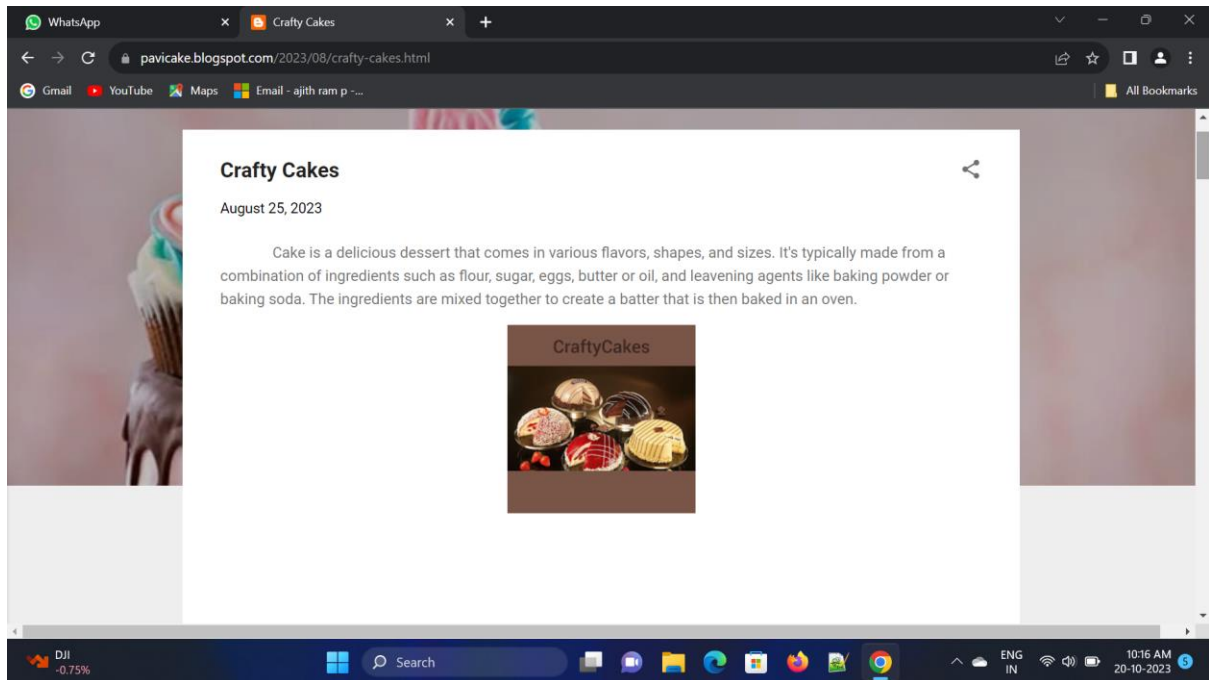 WhatsApp
Crafty Cakes
pavicake.blogspot.com/2023/08/crafty-cakes.html
Gmail
YouTube
Maps
Email - ajith ram p -...
All Bookmarks
Crafty Cakes
August 25, 2023
Cake is a delicious dessert that comes in various flavors, shapes, and sizes. It's typically made from a
combination of ingredients such as flour, sugar, eggs, butter or oil, and leavening agents like baking powder or
baking soda. The ingredients are mixed together to create a batter that is then baked in an oven.
CraftyCakes
DJI
-0.75%
Search
ENG
IN
10:16 AM
20-10-2023
5